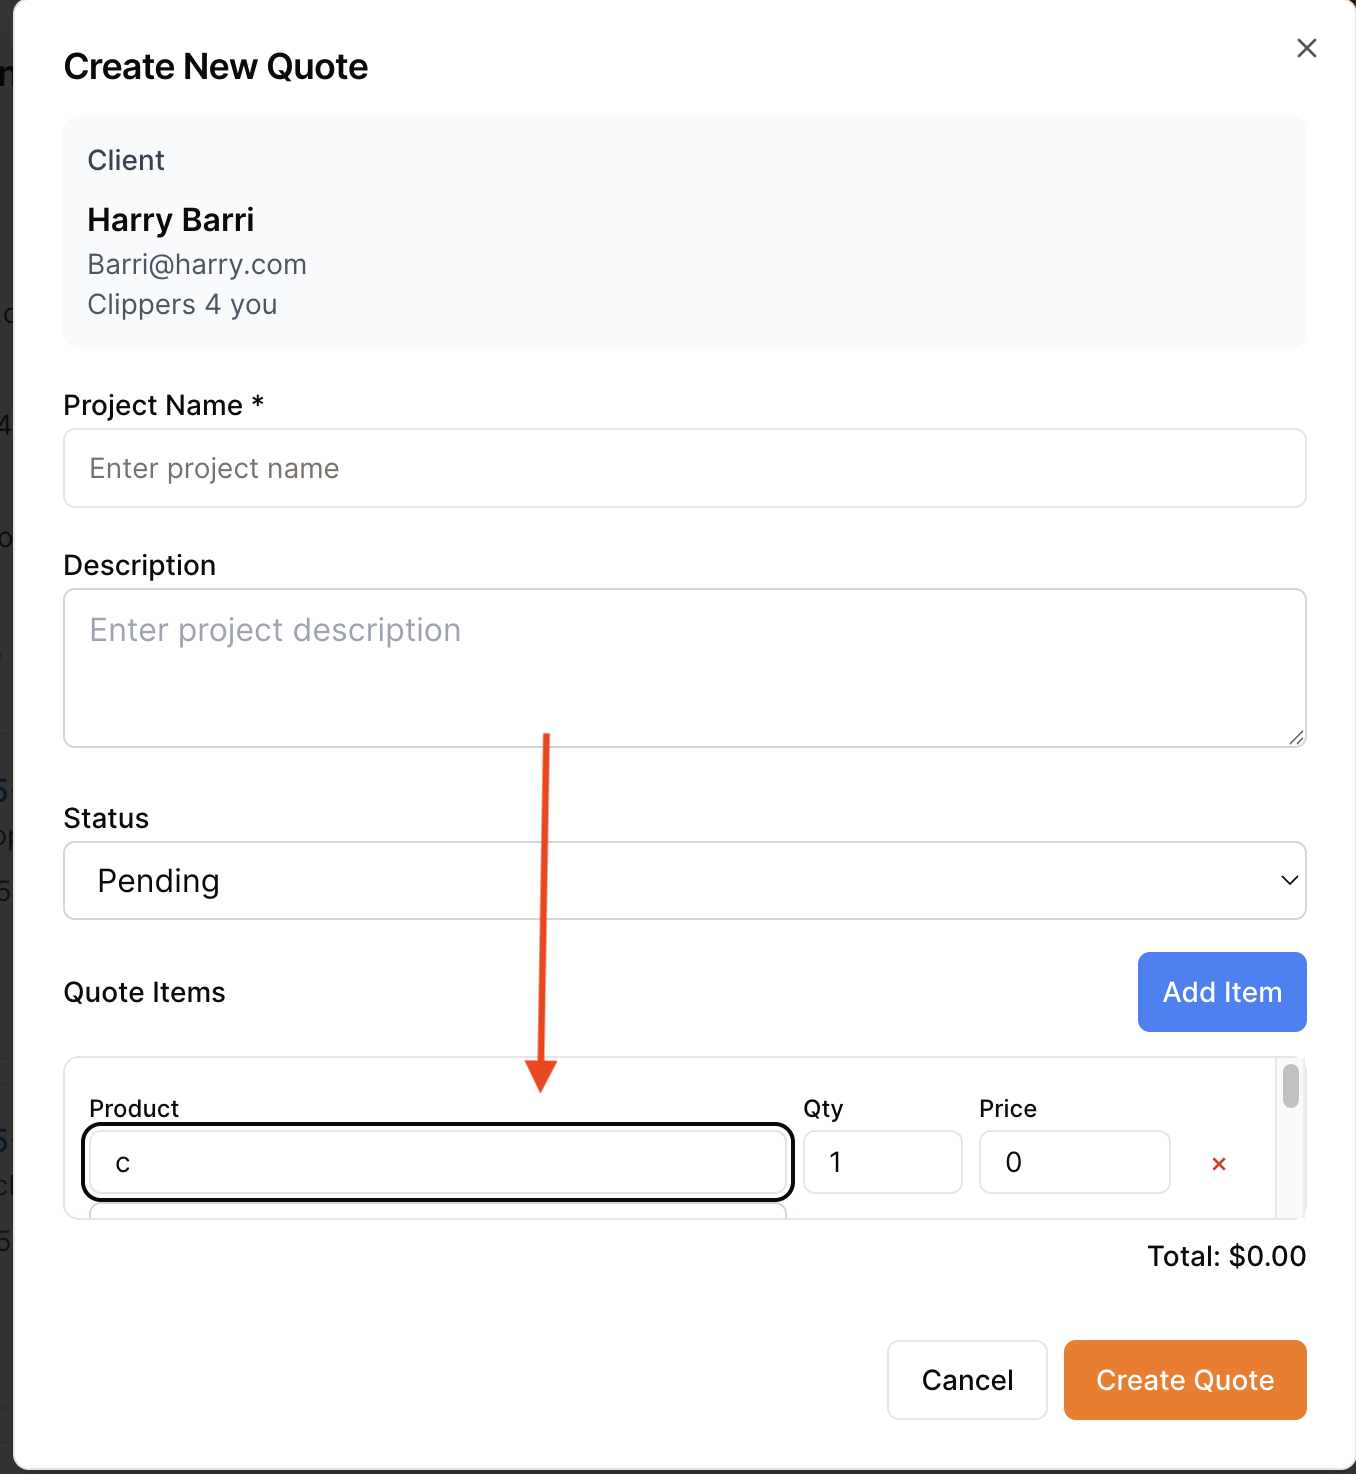 Create New Quote
Client
Harry Barri
Barri@harry.com
Clippers 4 you
Project Name *
Enter project name
Description
Enter project description
Status
Pending
Quote Items
Add Item
Product Qty Price
c 1 0 ×
Total: $0.00
Cancel Create Quote